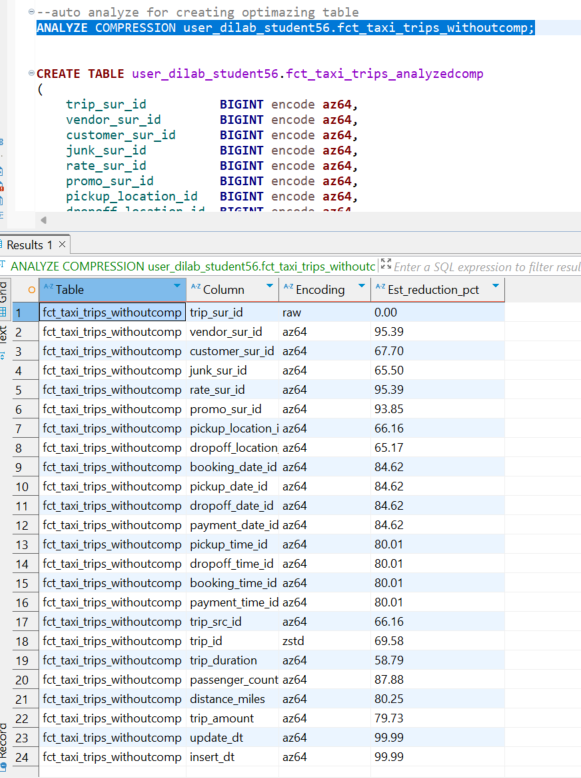 --auto analyze for creating optimazing table
ANALYZE COMPRESSION user_dilab_student56.fct_taxi_trips_withoutcomp;
CREATE TABLE user_dilab_student56.fct_taxi_trips_analyzedcomp
(
trip_sur_id BIGINT encode az64,
vendor_sur_id BIGINT encode az64,
customer_sur_id BIGINT encode az64,
junk_sur_id BIGINT encode az64,
rate_sur_id BIGINT encode az64,
promo_sur_id BIGINT encode az64,
pickup_location_id BIGINT encode az64,
dropoff_location_id BIGINT encode az64
Results 1 ×
ANALYZE COMPRESSION user_dilab_student56.fct_taxi_trips_withoutc Enter a SQL expression to filter resul
Grid
Text
Record
A-Z Table A-Z Column A-Z Encoding A-Z Est_reduction_pct
1 fct_taxi_trips_withoutcomp trip_sur_id raw 0.00
2 fct_taxi_trips_withoutcomp vendor_sur_id az64 95.39
3 fct_taxi_trips_withoutcomp customer_sur_id az64 67.70
4 fct_taxi_trips_withoutcomp junk_sur_id az64 65.50
5 fct_taxi_trips_withoutcomp rate_sur_id az64 95.39
6 fct_taxi_trips_withoutcomp promo_sur_id az64 93.85
7 fct_taxi_trips_withoutcomp pickup_location_i az64 66.16
8 fct_taxi_trips_withoutcomp dropoff_location_ az64 65.17
9 fct_taxi_trips_withoutcomp booking_date_id az64 84.62
10 fct_taxi_trips_withoutcomp pickup_date_id az64 84.62
11 fct_taxi_trips_withoutcomp dropoff_date_id az64 84.62
12 fct_taxi_trips_withoutcomp payment_date_id az64 84.62
13 fct_taxi_trips_withoutcomp pickup_time_id az64 80.01
14 fct_taxi_trips_withoutcomp dropoff_time_id az64 80.01
15 fct_taxi_trips_withoutcomp booking_time_id az64 80.01
16 fct_taxi_trips_withoutcomp payment_time_id az64 80.01
17 fct_taxi_trips_withoutcomp trip_src_id az64 66.16
18 fct_taxi_trips_withoutcomp trip_id zstd 69.58
19 fct_taxi_trips_withoutcomp trip_duration az64 58.79
20 fct_taxi_trips_withoutcomp passenger_count az64 87.88
21 fct_taxi_trips_withoutcomp distance_miles az64 80.25
22 fct_taxi_trips_withoutcomp trip_amount az64 79.73
23 fct_taxi_trips_withoutcomp update_dt az64 99.99
24 fct_taxi_trips_withoutcomp insert_dt az64 99.99